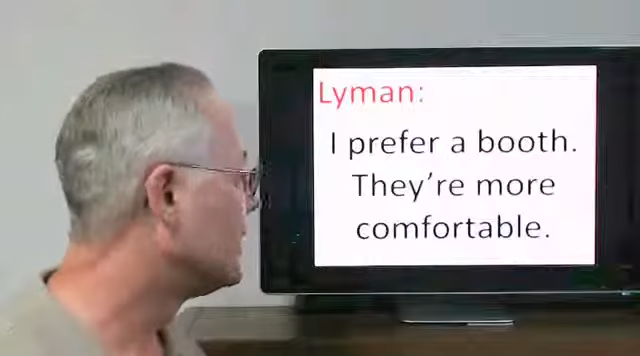 Lyman:
I prefer a booth.
They’re more
comfortable.